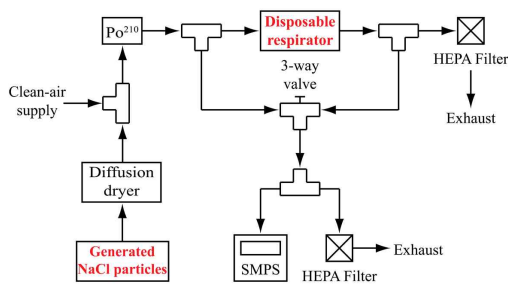 Po210
Disposable
respirator
HEPA Filter
3-way
valve
Clean-air
supply
Exhaust
Diffusion
dryer
Generated
NaCl particles
SMPS
HEPA Filter
Exhaust